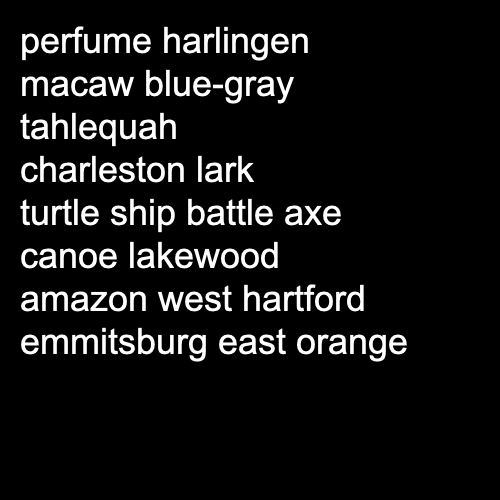 perfume harlingen
macaw blue-gray
tahlequah
charleston lark
turtle ship battle axe
canoe lakewood
amazon west hartford
emmitsburg east orange